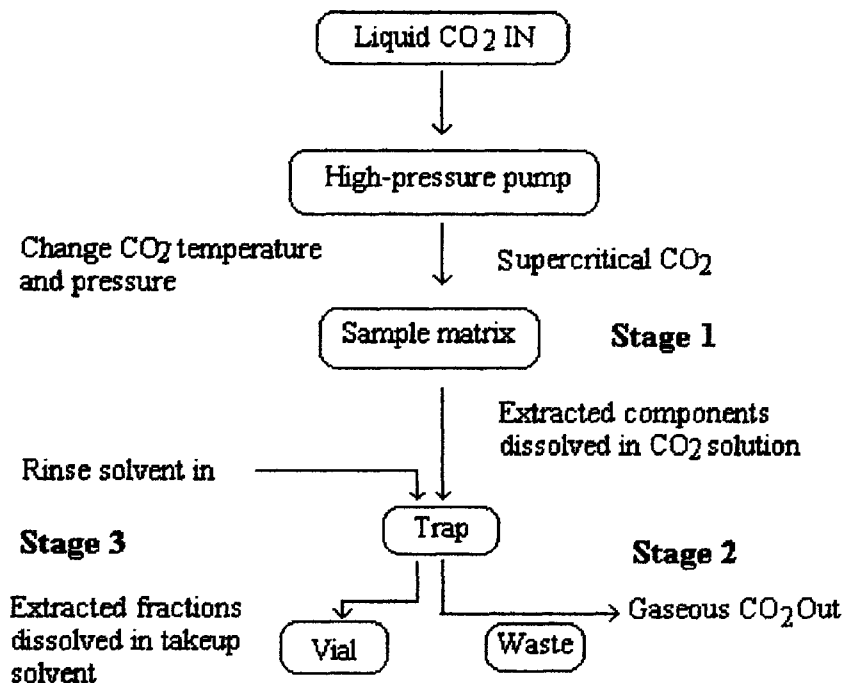 Liquid CO2 IN
High-pressure pump
Change CO2 temperature
and pressure
Supercritical CO2
Sample matrix
Stage 1
Extracted components
dissolved in CO2 solution
Rinse solvent in
Trap
Stage 3
Stage 2
Extracted fractions
dissolved in takeup
solvent
Vial
Waste
Gaseous CO2 Out